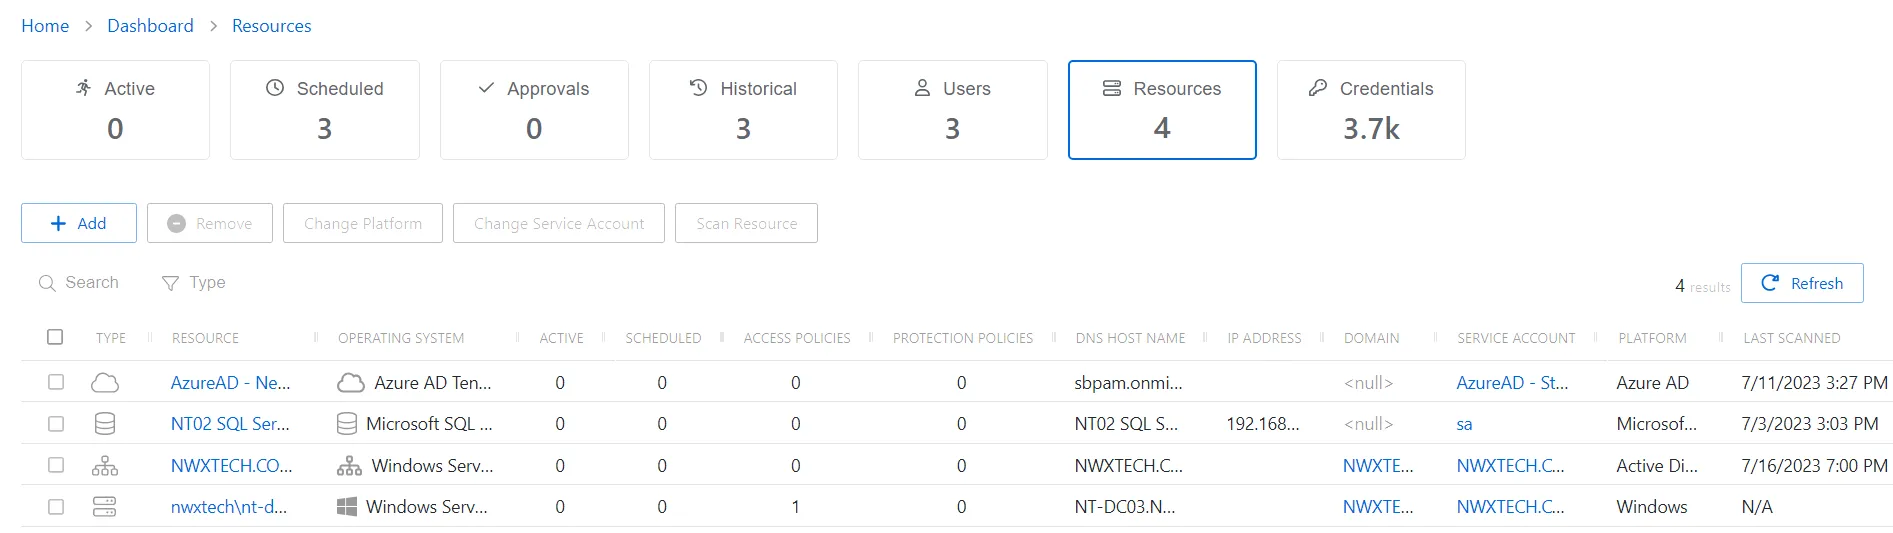 Home > Dashboard > Resources
Active Scheduled Approvals Historical Users Resources Credentials
0 3 0 3 3 4 3.7k
Add Remove Change Platform Change Service Account Scan Resource
Search Type 4 results Refresh
TYPE RESOURCE OPERATING SYSTEM ACTIVE SCHEDULED ACCESS POLICIES PROTECTION POLICIES DNS HOST NAME IP ADDRESS DOMAIN SERVICE ACCOUNT PLATFORM LAST SCANNED
AzureAD - Ne... Azure AD Ten... 0 0 0 0 sbpam.onmi... <null> AzureAD - St... Azure AD 7/11/2023 3:27 PM
NT02 SQL Ser... Microsoft SQL ... 0 0 0 0 NT02 SQL S... 192.168... <null> sa Microsof... 7/3/2023 3:03 PM
NWXTECH.CO... Windows Serv... 0 0 0 0 NWXTECH.C... NWXTE... NWXTECH.C... Active Di... 7/16/2023 7:00 PM
nwxtech\nt-d... Windows Serv... 0 0 1 0 NT-DC03.N... NWXTE... NWXTECH.C... Windows N/A